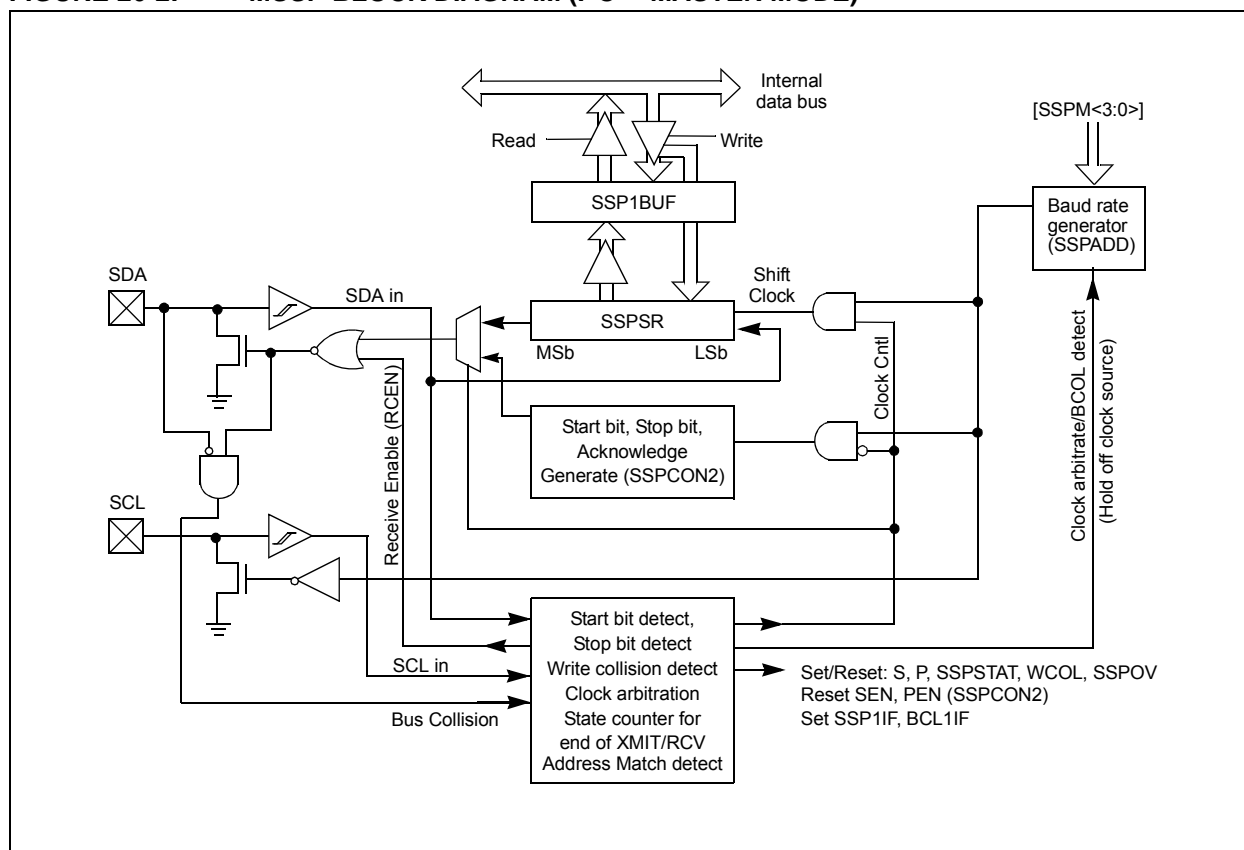 Internal
data bus
[SSPM<3:0>]
Read
Write
SSP1BUF
Baud rate
generator
(SSPADD)
SDA
SDA in
Shift
Clock
SSPSR
MSb
LSb
Clock Cntl
Clock arbitrate/BCOL detect
(Hold off clock source)
Receive Enable (RCEN)
Start bit, Stop bit,
Acknowledge
Generate (SSPCON2)
SCL
SCL in
Bus Collision
Start bit detect,
Stop bit detect
Write collision detect
Clock arbitration
State counter for
end of XMIT/RCV
Address Match detect
Set/Reset: S, P, SSPSTAT, WCOL, SSPOV
Reset SEN, PEN (SSPCON2)
Set SSP1IF, BCL1IF